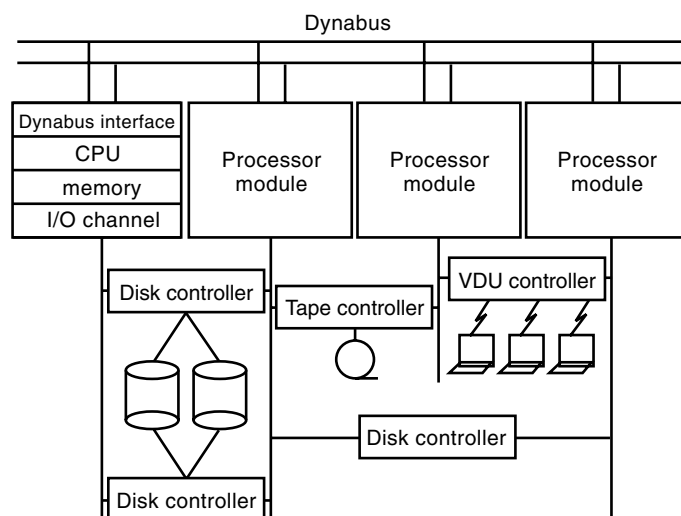 Dynabus
Dynabus interface
CPU
memory
I/O channel
Processor
module
Processor
module
Processor
module
Disk controller
Tape controller
VDU controller
Disk controller
Disk controller